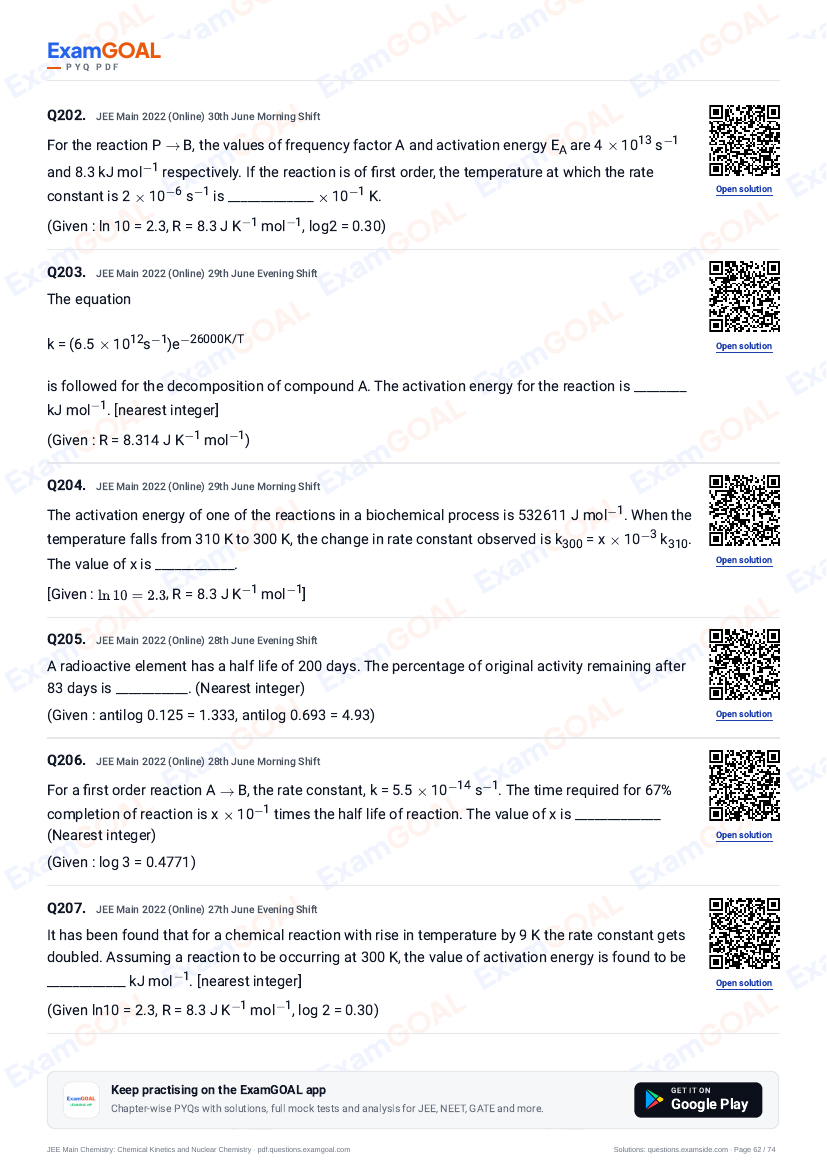 ExamGOAL
PYQ PDF
Q202. JEE Main 2022 (Online) 30th June Morning Shift
For the reaction P → B, the values of frequency factor A and activation energy E_A are 4 × 10^13 s^−1
and 8.3 kJ mol^−1 respectively. If the reaction is of first order, the temperature at which the rate
constant is 2 × 10^−6 s^−1 is _____________ × 10^−1 K.
(Given : ln 10 = 2.3, R = 8.3 J K^−1 mol^−1, log2 = 0.30)
Open solution
Q203. JEE Main 2022 (Online) 29th June Evening Shift
The equation
k = (6.5 × 10^12s^−1)e^−26000K/T
is followed for the decomposition of compound A. The activation energy for the reaction is ________
kJ mol^−1. [nearest integer]
(Given : R = 8.314 J K^−1 mol^−1)
Open solution
Q204. JEE Main 2022 (Online) 29th June Morning Shift
The activation energy of one of the reactions in a biochemical process is 532611 J mol^−1. When the
temperature falls from 310 K to 300 K, the change in rate constant observed is k_300 = x × 10^−3 k_310.
The value of x is ____________.
[Given : ln 10 = 2.3, R = 8.3 J K^−1 mol^−1]
Open solution
Q205. JEE Main 2022 (Online) 28th June Evening Shift
A radioactive element has a half life of 200 days. The percentage of original activity remaining after
83 days is ___________. (Nearest integer)
(Given : antilog 0.125 = 1.333, antilog 0.693 = 4.93)
Open solution
Q206. JEE Main 2022 (Online) 28th June Morning Shift
For a first order reaction A → B, the rate constant, k = 5.5 × 10^−14 s^−1. The time required for 67%
completion of reaction is x × 10^−1 times the half life of reaction. The value of x is _____________
(Nearest integer)
(Given : log 3 = 0.4771)
Open solution
Q207. JEE Main 2022 (Online) 27th June Evening Shift
It has been found that for a chemical reaction with rise in temperature by 9 K the rate constant gets
doubled. Assuming a reaction to be occurring at 300 K, the value of activation energy is found to be
____________ kJ mol^−1. [nearest integer]
(Given ln10 = 2.3, R = 8.3 J K^−1 mol^−1, log 2 = 0.30)
Open solution
ExamGOAL
Keep practising on the ExamGOAL app
Chapter-wise PYQs with solutions, full mock tests and analysis for JEE, NEET, GATE and more.
GET IT ON
Google Play
JEE Main Chemistry: Chemical Kinetics and Nuclear Chemistry · pdf.questions.examgoal.com
Solutions: questions.examside.com · Page 62 / 74